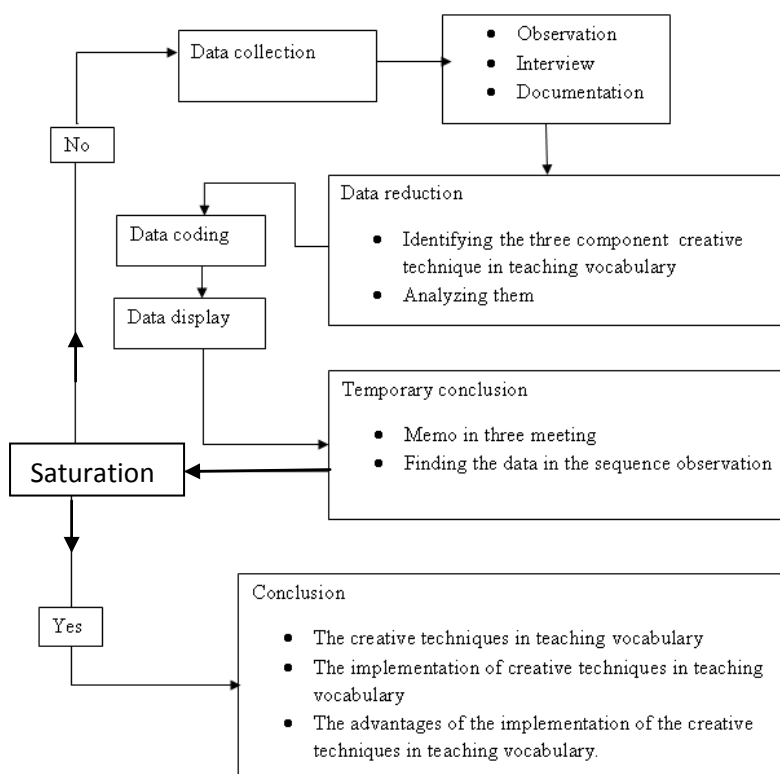 Data collection
• Observation
• Interview
• Documentation
No
Data reduction
• Identifying the three component creative
technique in teaching vocabulary
• Analyzing them
Data coding
Data display
Temporary conclusion
• Memo in three meeting
• Finding the data in the sequence observation
Saturation
Yes
Conclusion
• The creative techniques in teaching vocabulary
• The implementation of creative techniques in teaching
vocabulary
• The advantages of the implementation of the creative
techniques in teaching vocabulary.